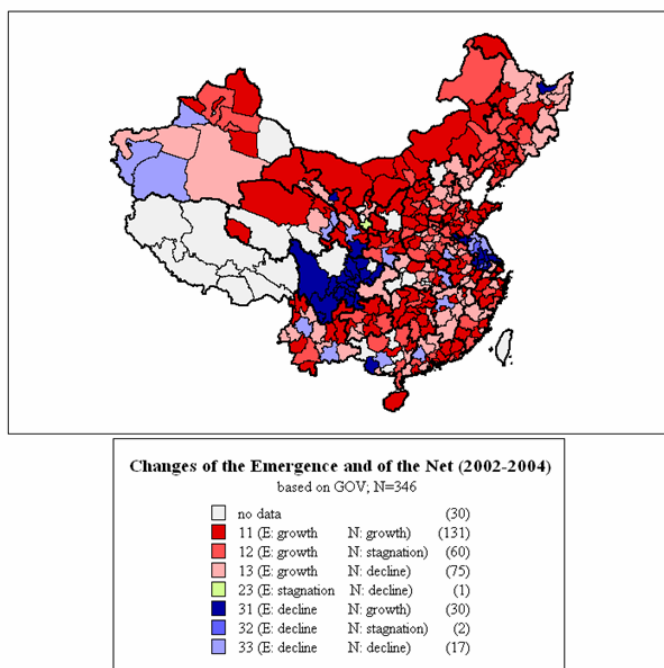 Changes of the Emergence and of the Net (2002-2004)
based on GOV; N=346
no data (30)
11 (E: growth N: growth) (131)
12 (E: growth N: stagnation) (60)
13 (E: growth N: decline) (75)
23 (E: stagnation N: decline) (1)
31 (E: decline N: growth) (30)
32 (E: decline N: stagnation) (2)
33 (E: decline N: decline) (17)